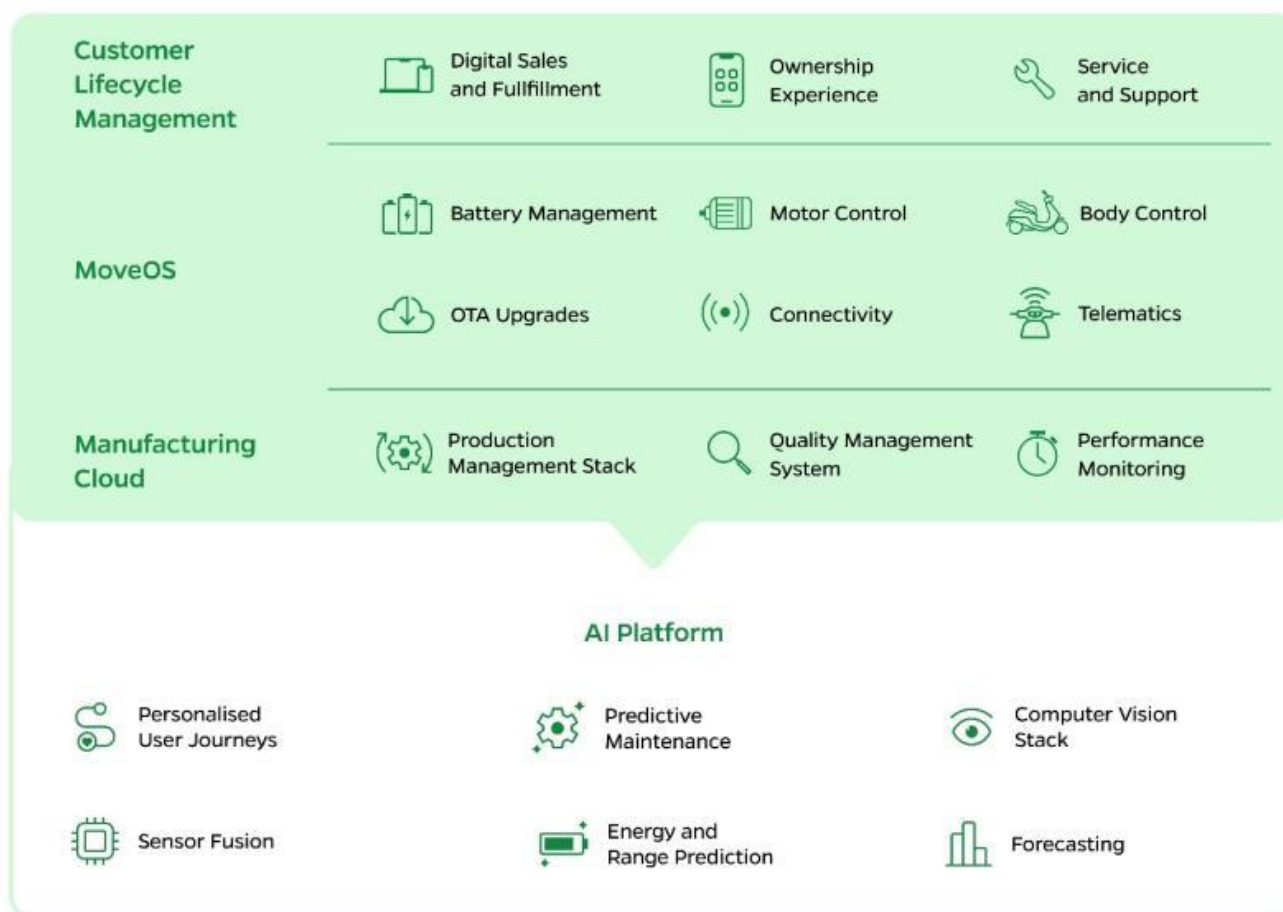 Customer
Lifecycle
Management
Digital Sales
and Fullfillment
Ownership
Experience
Service
and Support
MoveOS
Battery Management
Motor Control
Body Control
OTA Upgrades
Connectivity
Telematics
Manufacturing
Cloud
Production
Management Stack
Quality Management
System
Performance
Monitoring
AI Platform
Personalised
User Journeys
Predictive
Maintenance
Computer Vision
Stack
Sensor Fusion
Energy and
Range Prediction
Forecasting